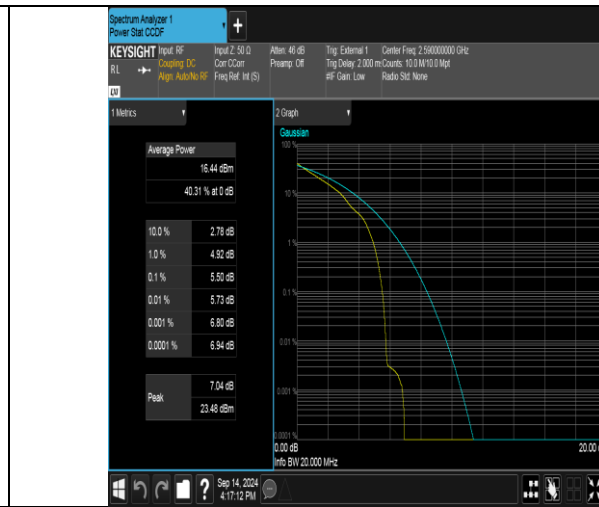 Spectrum Analyzer 1
Power Stat CCDF
+
KEYSIGHT Input: RF Input Z: 50 Ω Atten: 46 dB Trig: External 1 Center Freq: 2.590000000 GHz
RL Coupling: DC Corr CCorr Preamp: Off Trig Delay: 2.000 ms Counts: 10.0 M/10.0 Mpt
Align: Auto/No RF Freq Ref: Int (S) #IF Gain: Low Radio Std: None
LXI
1 Metrics
2 Graph
Gaussian
Average Power
16.44 dBm
40.31 % at 0 dB
10.0 % 2.78 dB
1.0 % 4.92 dB
0.1 % 5.50 dB
0.01 % 5.73 dB
0.001 % 6.80 dB
0.0001 % 6.94 dB
Peak 7.04 dB
23.48 dBm
100 %
10 %
1 %
0.1 %
0.01 %
0.001 %
0.0001 %
0.00 dB 20.00
Info BW 20.000 MHz
? Sep 14, 2024
4:17:12 PM